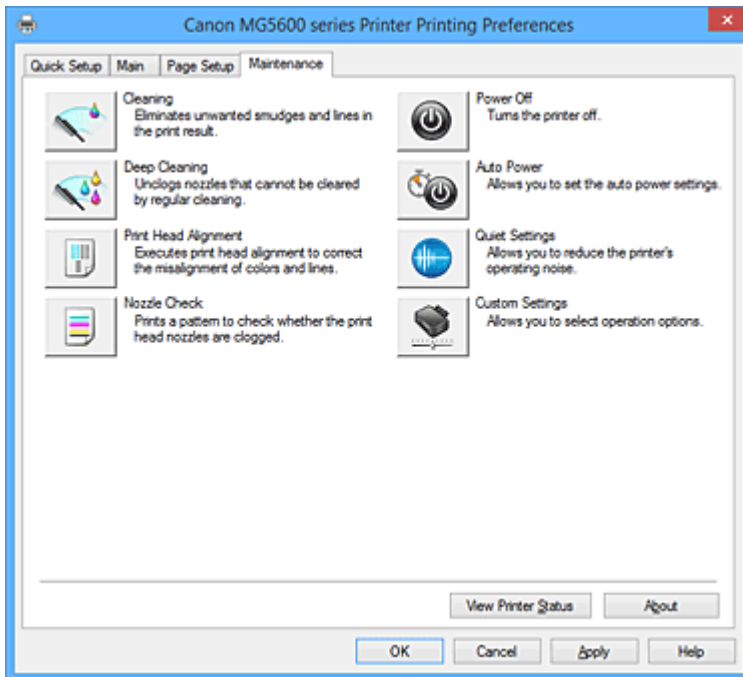 Canon MG5600 series Printer Printing Preferences
Quick Setup Main Page Setup Maintenance
Cleaning
Eliminates unwanted smudges and lines in
the print result.
Deep Cleaning
Unclogs nozzles that cannot be cleared
by regular cleaning.
Print Head Alignment
Executes print head alignment to correct
the misalignment of colors and lines.
Nozzle Check
Prints a pattern to check whether the print
head nozzles are clogged.
Power Off
Turns the printer off.
Auto Power
Allows you to set the auto power settings.
Quiet Settings
Allows you to reduce the printer's
operating noise.
Custom Settings
Allows you to select operation options.
View Printer Status About
OK Cancel Apply Help